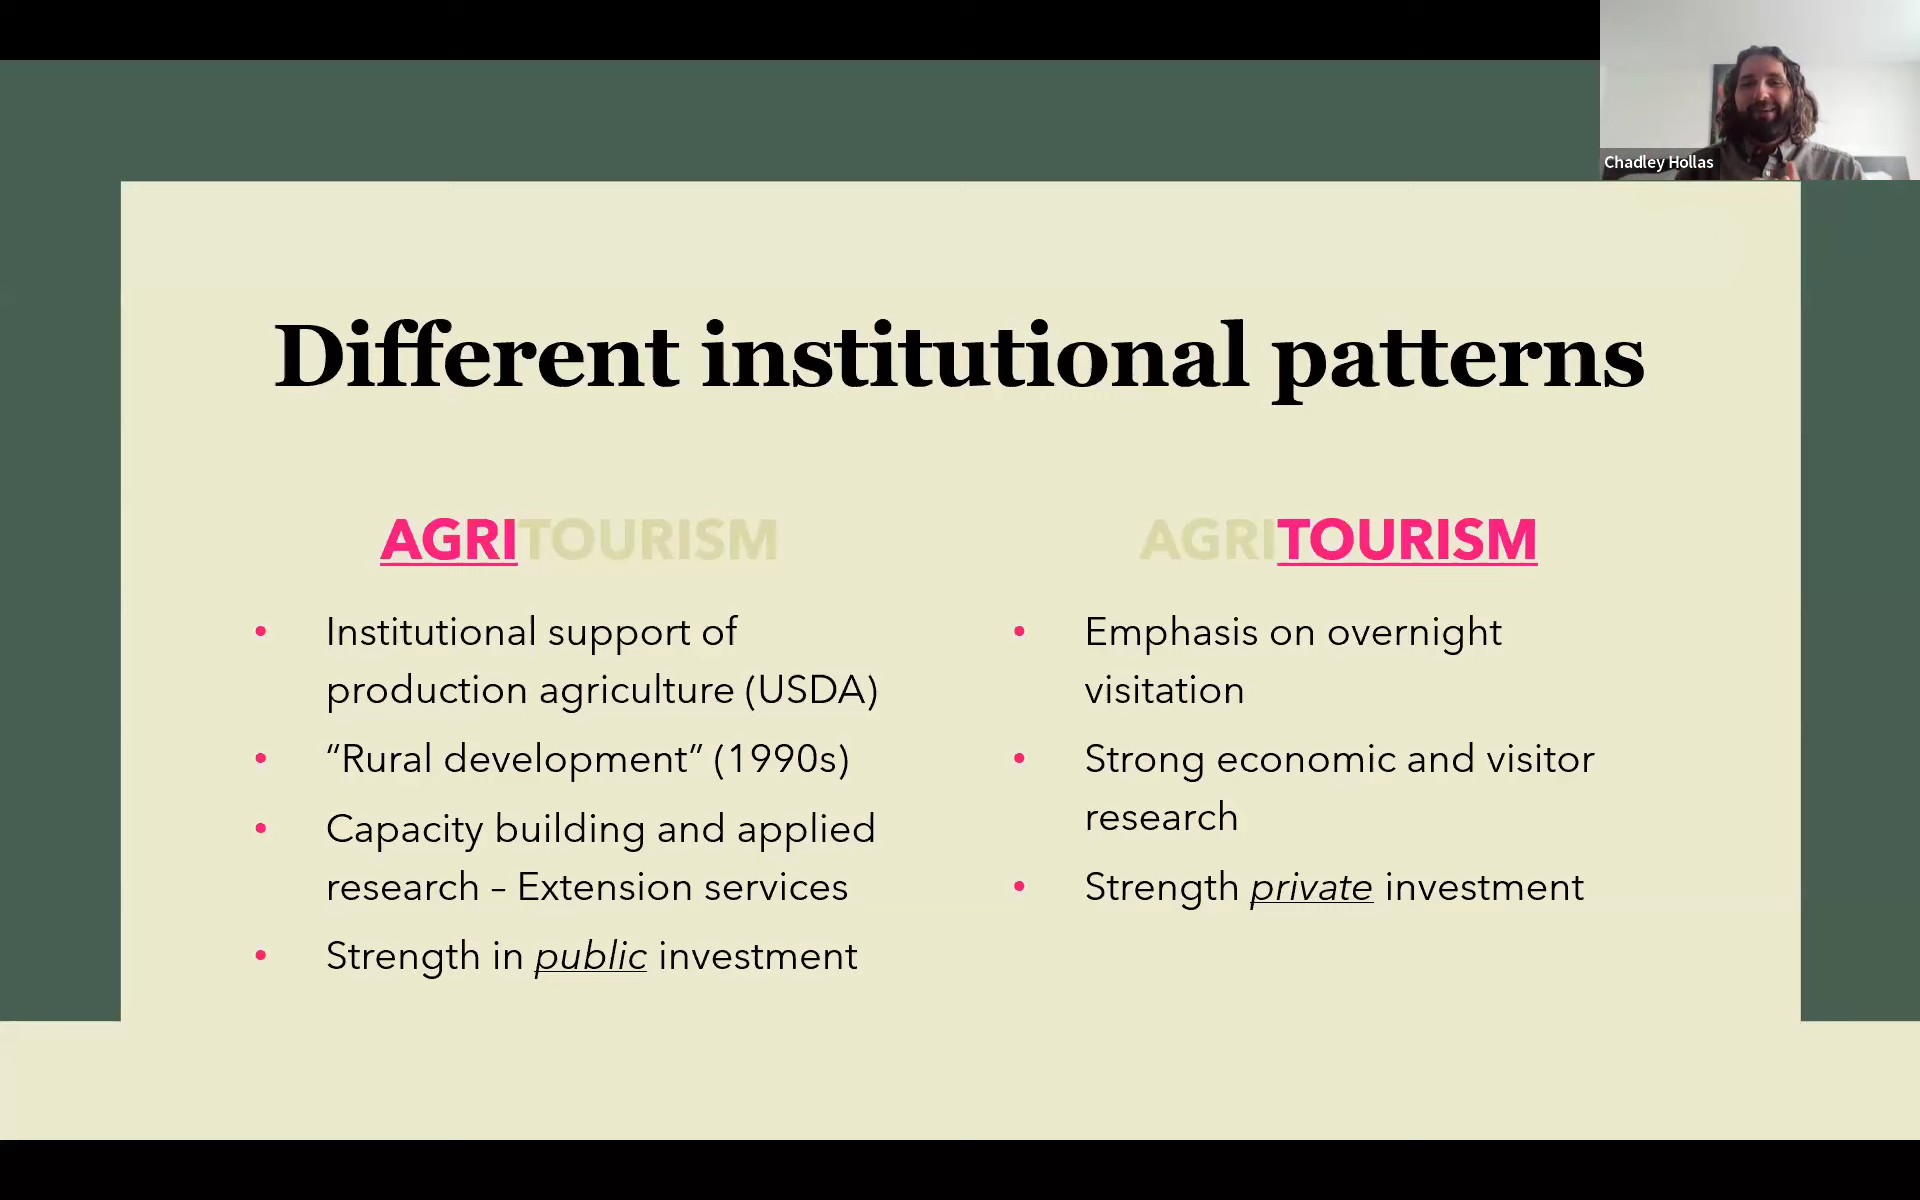 Chadley Hollas
Different institutional patterns
AGRITOURISM
• Institutional support of
production agriculture (USDA)
• “Rural development” (1990s)
• Capacity building and applied
research – Extension services
• Strength in public investment
AGRITOURISM
• Emphasis on overnight
visitation
• Strong economic and visitor
research
• Strength private investment